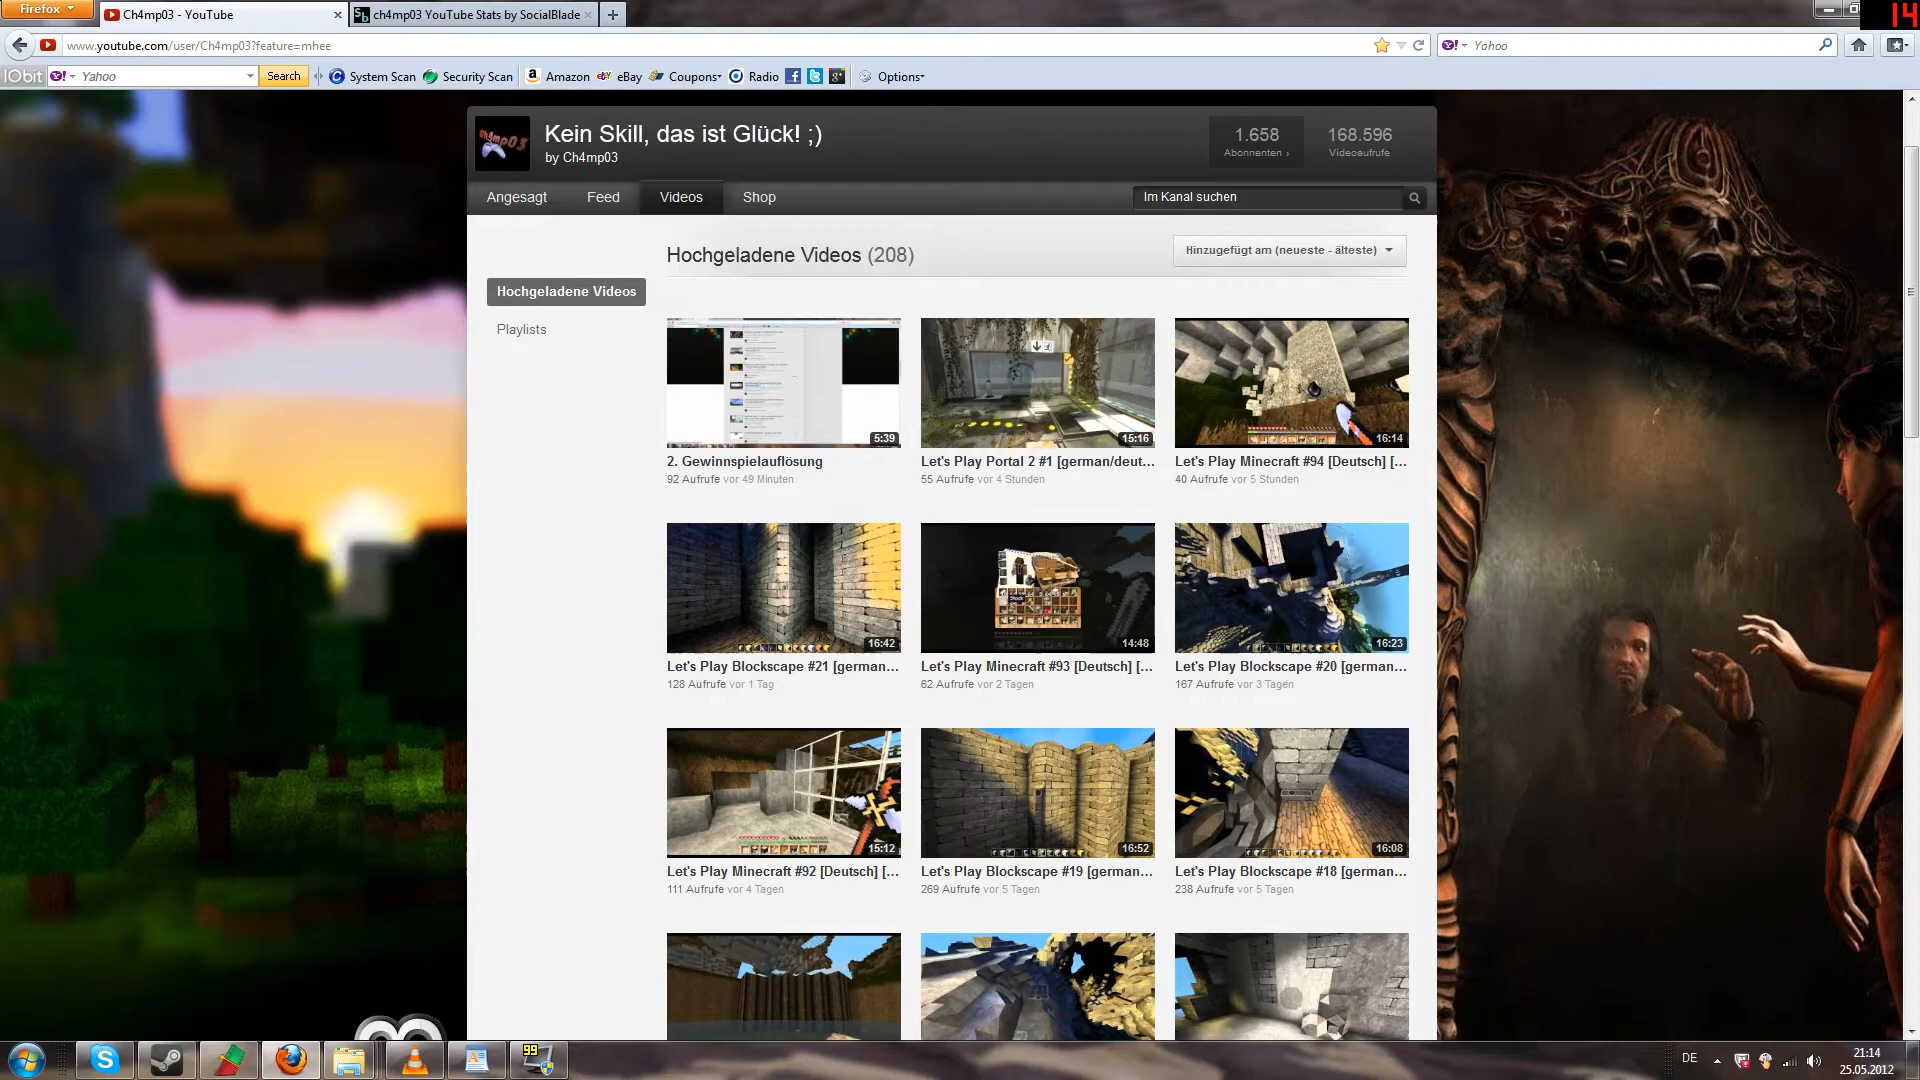 Firefox
Ch4mp03 - YouTube
ch4mp03 YouTube Stats by SocialBlade
14
www.youtube.com/user/Ch4mp03?feature=mhee
Yahoo
IObit
Yahoo
Search
System Scan
Security Scan
Amazon
eBay
Coupons
Radio
Options
Ch4mp03
Kein Skill, das ist Glück! ;)
by Ch4mp03
1.658
Abonnenten ›
168.596
Videoaufrufe
Angesagt
Feed
Videos
Shop
Im Kanal suchen
Hochgeladene Videos (208)
Hinzugefügt am (neueste - älteste)
Hochgeladene Videos
Playlists
5:39
15:16
16:14
2. Gewinnspielauflösung
Let's Play Portal 2 #1 [german/deut...
Let's Play Minecraft #94 [Deutsch] [...
92 Aufrufe vor 49 Minuten
55 Aufrufe vor 4 Stunden
40 Aufrufe vor 5 Stunden
16:42
14:48
16:23
Let's Play Blockscape #21 [german...
Let's Play Minecraft #93 [Deutsch] [...
Let's Play Blockscape #20 [german...
128 Aufrufe vor 1 Tag
62 Aufrufe vor 2 Tagen
167 Aufrufe vor 3 Tagen
15:12
16:52
16:08
Let's Play Minecraft #92 [Deutsch] [...
Let's Play Blockscape #19 [german...
Let's Play Blockscape #18 [german...
111 Aufrufe vor 4 Tagen
269 Aufrufe vor 5 Tagen
238 Aufrufe vor 5 Tagen
99
DE
21:14
25.05.2012